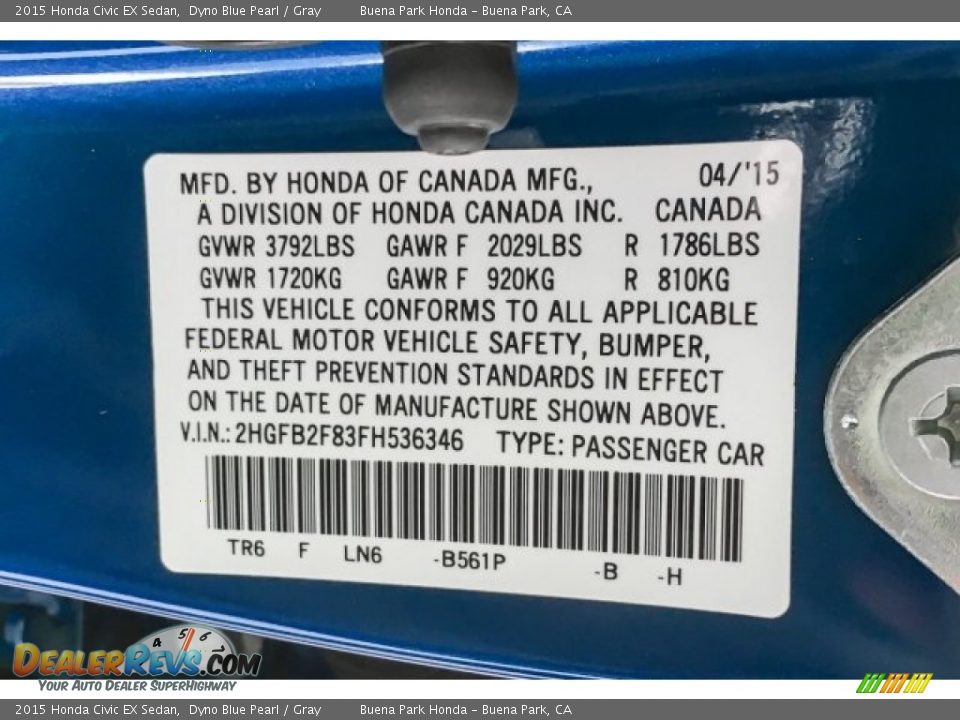 2015 Honda Civic EX Sedan, Dyno Blue Pearl / Gray Buena Park Honda - Buena Park, CA
MFD. BY HONDA OF CANADA MFG., 04/'15
A DIVISION OF HONDA CANADA INC. CANADA
GVWR 3792LBS GAWR F 2029LBS R 1786LBS
GVWR 1720KG GAWR F 920KG R 810KG
THIS VEHICLE CONFORMS TO ALL APPLICABLE
FEDERAL MOTOR VEHICLE SAFETY, BUMPER,
AND THEFT PREVENTION STANDARDS IN EFFECT
ON THE DATE OF MANUFACTURE SHOWN ABOVE.
V.I.N.: 2HGFB2F83FH536346 TYPE: PASSENGER CAR
TR6 F LN6 -B561P -B -H
4 5 6
DEALERREVS.COM
YOUR AUTO DEALER SUPERHIGHWAY
2015 Honda Civic EX Sedan, Dyno Blue Pearl / Gray Buena Park Honda - Buena Park, CA